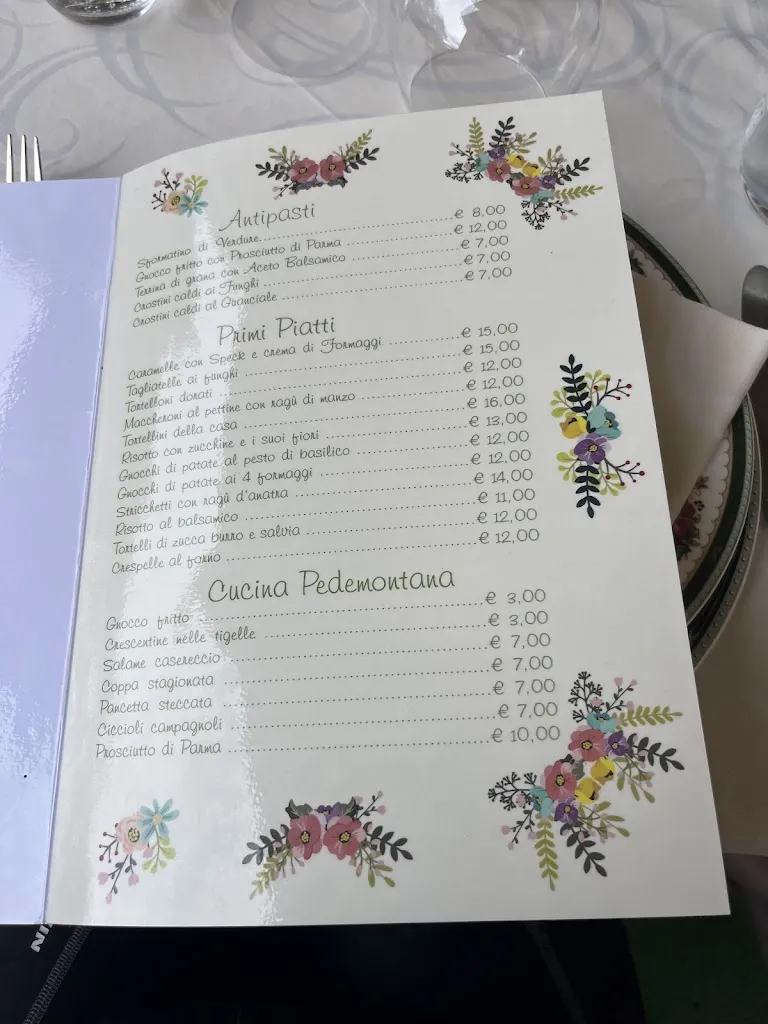 Antipasti
Sformatino di Verdure € 8,00
Gnocco fritto con Prosciutto di Parma € 12,00
Terrina di grana con Aceto Balsamico € 7,00
Crostini caldi ai Funghi € 7,00
Crostini caldi al Guanciale € 7,00
Primi Piatti
Caramelle con Speck e crema di Formaggi € 15,00
Tagliatelle ai funghi € 15,00
Tortelloni dorati € 12,00
Maccheroni al pettine con ragù di manzo € 12,00
Tortellini della casa € 16,00
Risotto con zucchine e i suoi fiori € 13,00
Gnocchi di patate al pesto di basilico € 12,00
Gnocchi di patate ai 4 formaggi € 12,00
Stricchetti con ragù d'anatra € 14,00
Risotto al balsamico € 11,00
Tortelli di zucca burro e salvia € 12,00
Crespelle al forno € 12,00
Cucina Pedemontana
Gnocco fritto € 3,00
Crescentine nelle tigelle € 3,00
Salame casereccio € 7,00
Coppa stagionata € 7,00
Pancetta steccata € 7,00
Ciccioli campagnoli € 7,00
Prosciutto di Parma € 10,00